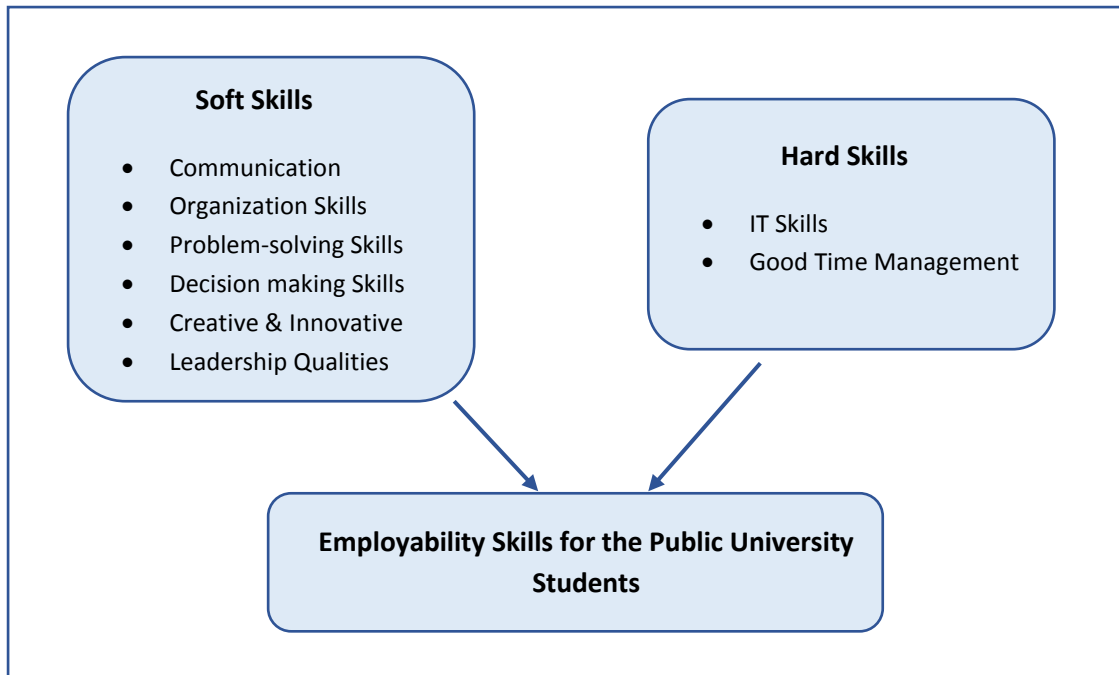 Soft Skills
• Communication
• Organization Skills
• Problem-solving Skills
• Decision making Skills
• Creative & Innovative
• Leadership Qualities
Hard Skills
• IT Skills
• Good Time Management
Employability Skills for the Public University
Students